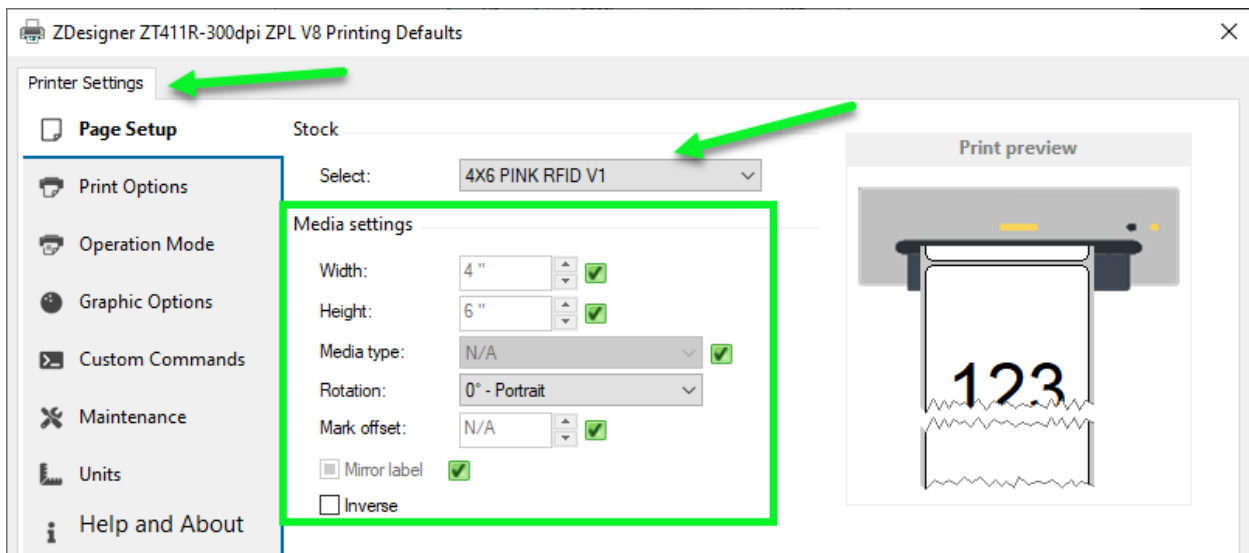 ZDesigner ZT411R-300dpi ZPL V8 Printing Defaults
Printer Settings
Page Setup
Print Options
Operation Mode
Graphic Options
Custom Commands
Maintenance
Units
Help and About
Stock
Select: 4X6 PINK RFID V1
Media settings
Width: 4 "
Height: 6 "
Media type: N/A
Rotation: 0° - Portrait
Mark offset: N/A
Mirror label
Inverse
Print preview
123